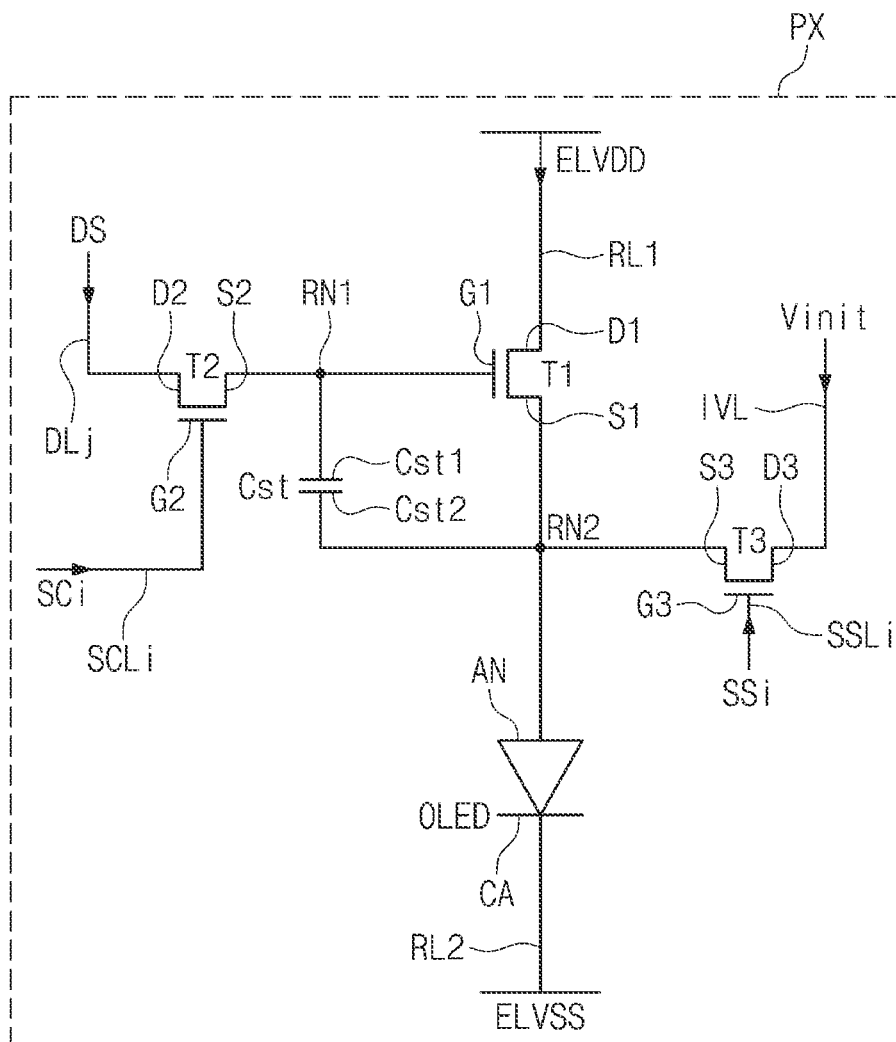 PX
ELVDD
DS
RL1
D2
S2
RN1
G1
D1
Vinit
T2
T1
S1
IVL
DLj
G2
Cst
Cst1
Cst2
S3
D3
RN2
T3
SCi
G3
SSLi
SCLi
SSi
AN
OLED
CA
RL2
ELVSS